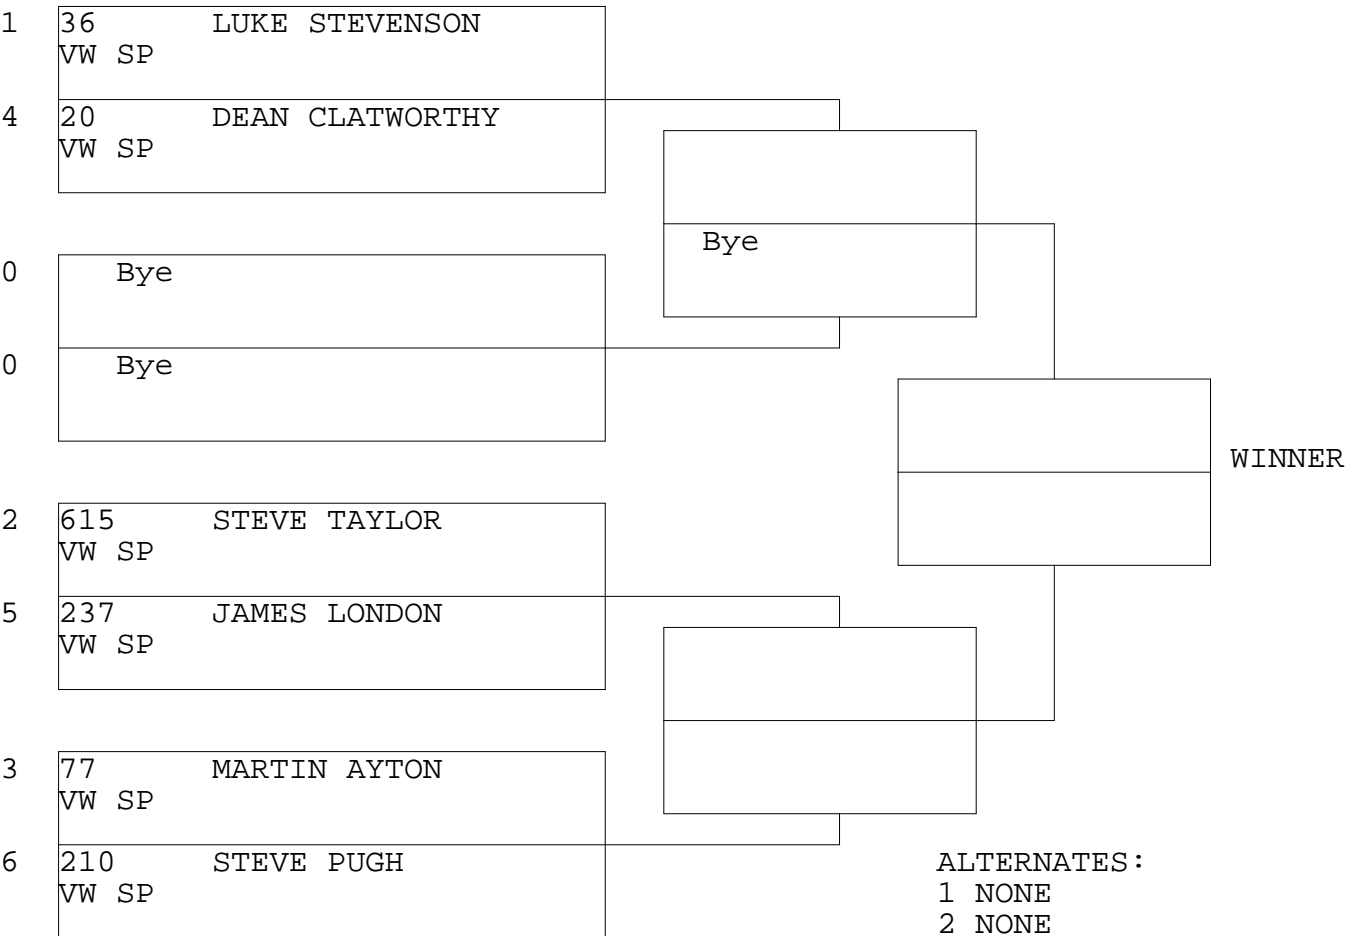 1 36 LUKE STEVENSON
VW SP
4 20 DEAN CLATWORTHY
VW SP
Bye
0 Bye
0 Bye
WINNER
2 615 STEVE TAYLOR
VW SP
5 237 JAMES LONDON
VW SP
3 77 MARTIN AYTON
VW SP
6 210 STEVE PUGH
VW SP
ALTERNATES:
1 NONE
2 NONE